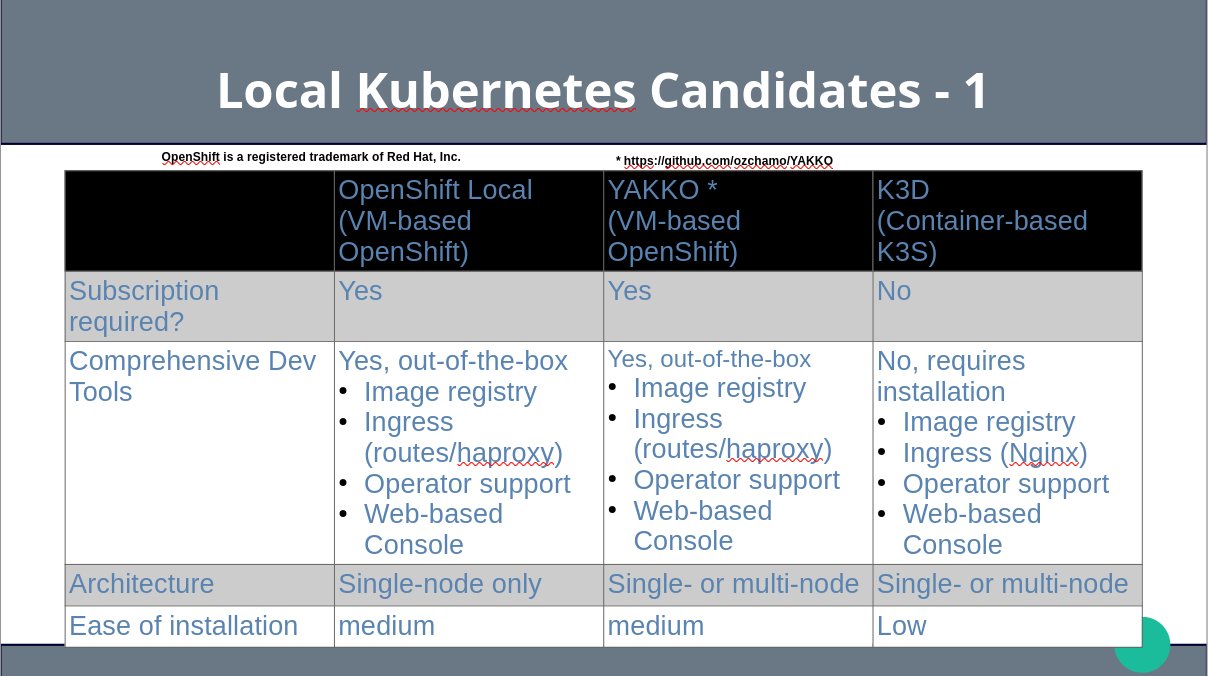 Local Kubernetes Candidates - 1
OpenShift is a registered trademark of Red Hat, Inc.
* https://github.com/ozchamo/YAKKO
OpenShift Local
(VM-based
OpenShift)
YAKKO *
(VM-based
OpenShift)
K3D
(Container-based
K3S)
Subscription
required?
Yes
Yes
No
Comprehensive Dev
Tools
Yes, out-of-the-box
• Image registry
• Ingress
(routes/haproxy)
• Operator support
• Web-based
Console
Yes, out-of-the-box
• Image registry
• Ingress
(routes/haproxy)
• Operator support
• Web-based
Console
No, requires
installation
• Image registry
• Ingress (Nginx)
• Operator support
• Web-based
Console
Architecture
Single-node only
Single- or multi-node
Single- or multi-node
Ease of installation
medium
medium
Low